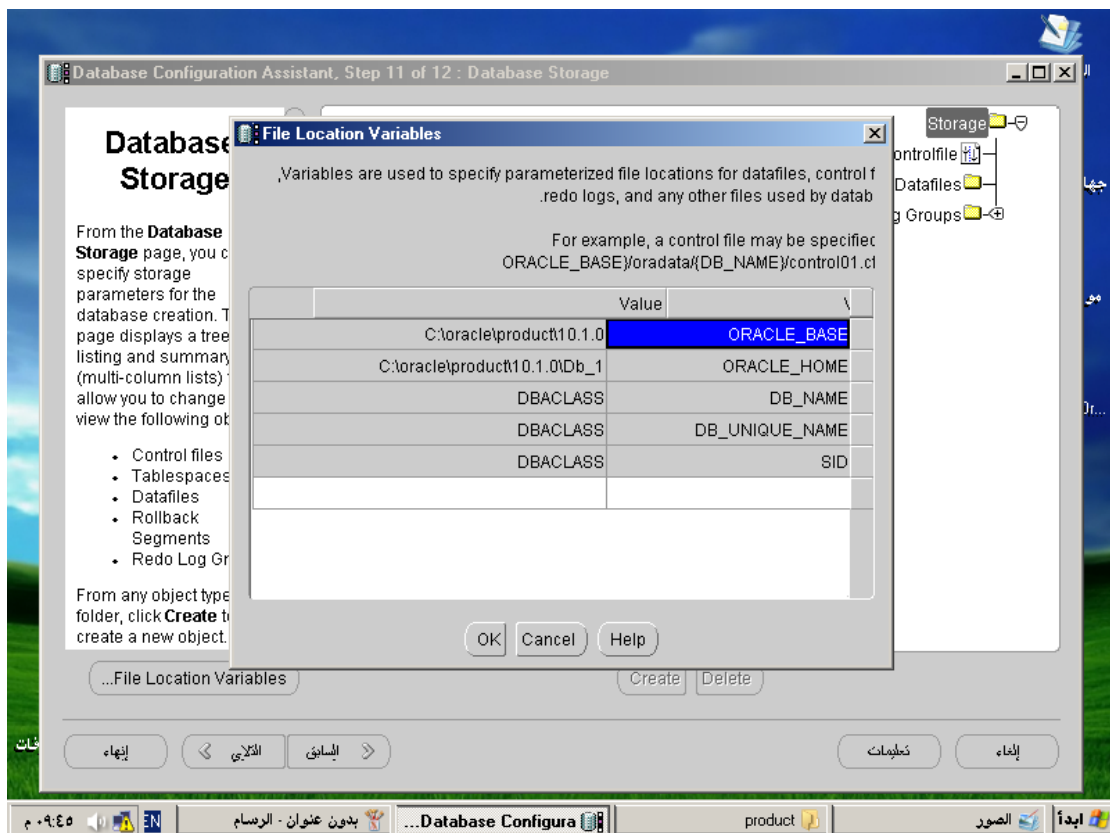 Database Configuration Assistant, Step 11 of 12 : Database Storage
Database
Storage
From the Database
Storage page, you c
specify storage
parameters for the
database creation. T
page displays a tree
listing and summary
(multi-column lists)
allow you to change
view the following ob
Control files
Tablespaces
Datafiles
Rollback
Segments
Redo Log Gr
From any object type
folder, click Create to
create a new object.
File Location Variables
,Variables are used to specify parameterized file locations for datafiles, control f
.redo logs, and any other files used by datab
For example, a control file may be specified
ORACLE_BASE}/oradata/{DB_NAME}/control01.ct
Value
C:\oracle\product\10.1.0 ORACLE_BASE
C:\oracle\product\10.1.0\Db_1 ORACLE_HOME
DBACLASS DB_NAME
DBACLASS DB_UNIQUE_NAME
DBACLASS SID
OK Cancel Help
Storage
ontrolfile
Datafiles
g Groups
...File Location Variables
Create Delete
إنهاء
التالي
السابق
تعليمات
إلغاء
جها
مو
فات
٠٩:٤٥ م
EN
بدون عنوان - الرسام
...Database Configura
product
الصور
ابدأ